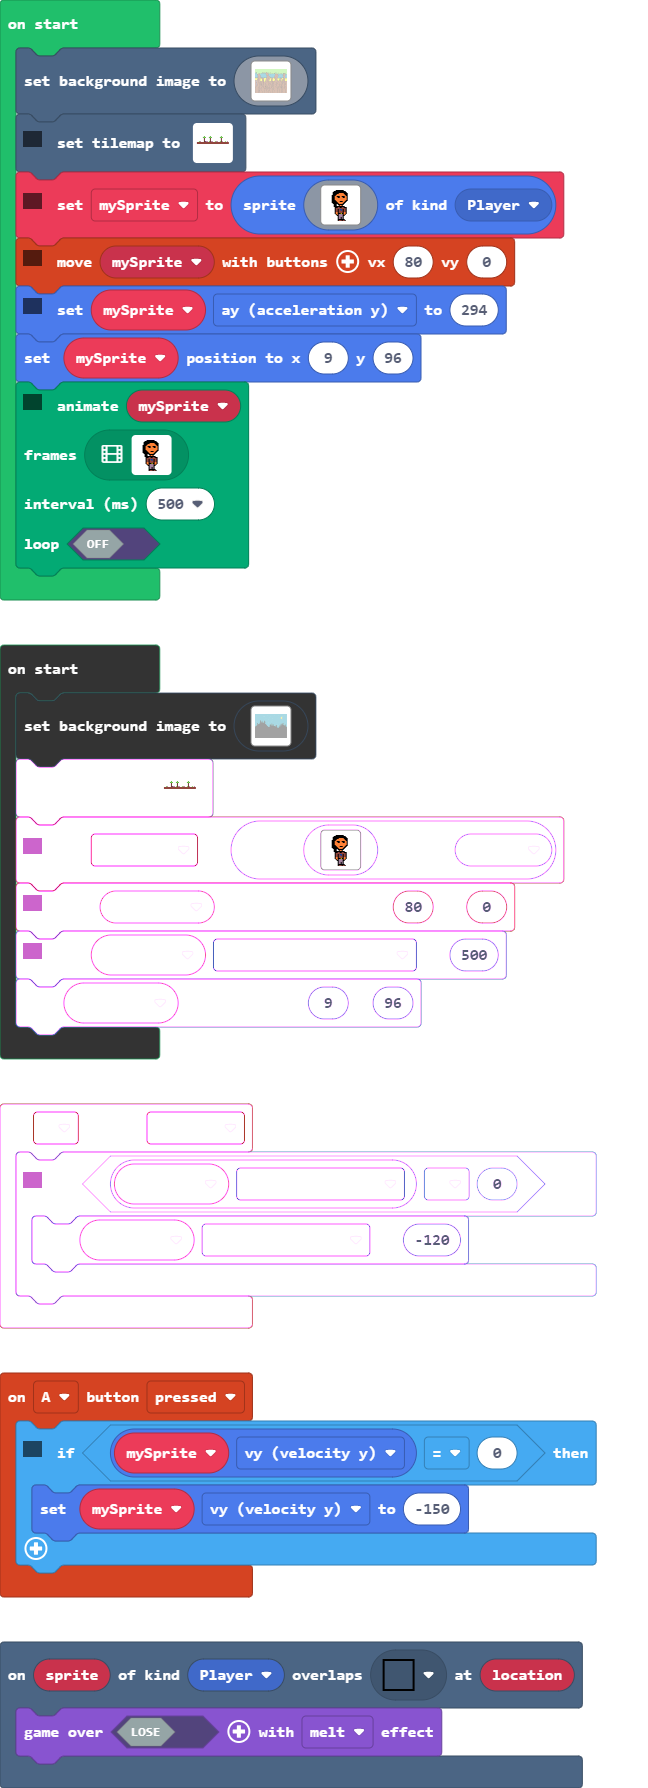 on start
set background image to
set tilemap to
set mySprite to sprite of kind Player
move mySprite with buttons vx 80 vy 0
set mySprite ay (acceleration y) to 294
set mySprite position to x 9 y 96
animate mySprite
frames
interval (ms) 500
loop OFF
on start
set background image to
80 0
500
9 96
0
-120
on A button pressed
if mySprite vy (velocity y) = 0 then
set mySprite vy (velocity y) to -150
on sprite of kind Player overlaps at location
game over LOSE with melt effect